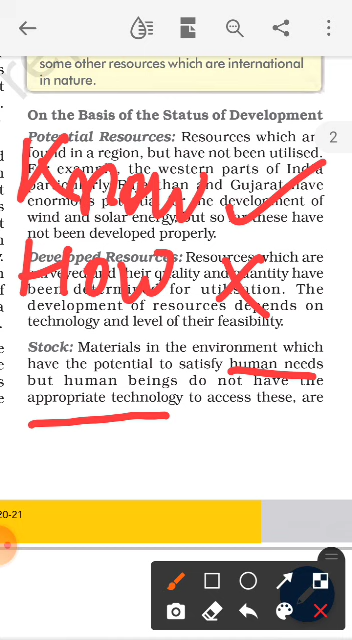 some other resources which are international
in nature.
On the Basis of the Status of Development
Potential Resources: Resources which are
found in a region, but have not been utilised.
For example, the western parts of India
particularly Rajasthan and Gujarat have
enormous potential for the development of
wind and solar energy, but so far these have
not been developed properly.
Developed Resources: Resources which are
surveyed and their quality and quantity have
been determined for utilisation. The
development of resources depends on
technology and level of their feasibility.
Stock: Materials in the environment which
have the potential to satisfy human needs
but human beings do not have the
appropriate technology to access these, are
Know
How
2
20-21